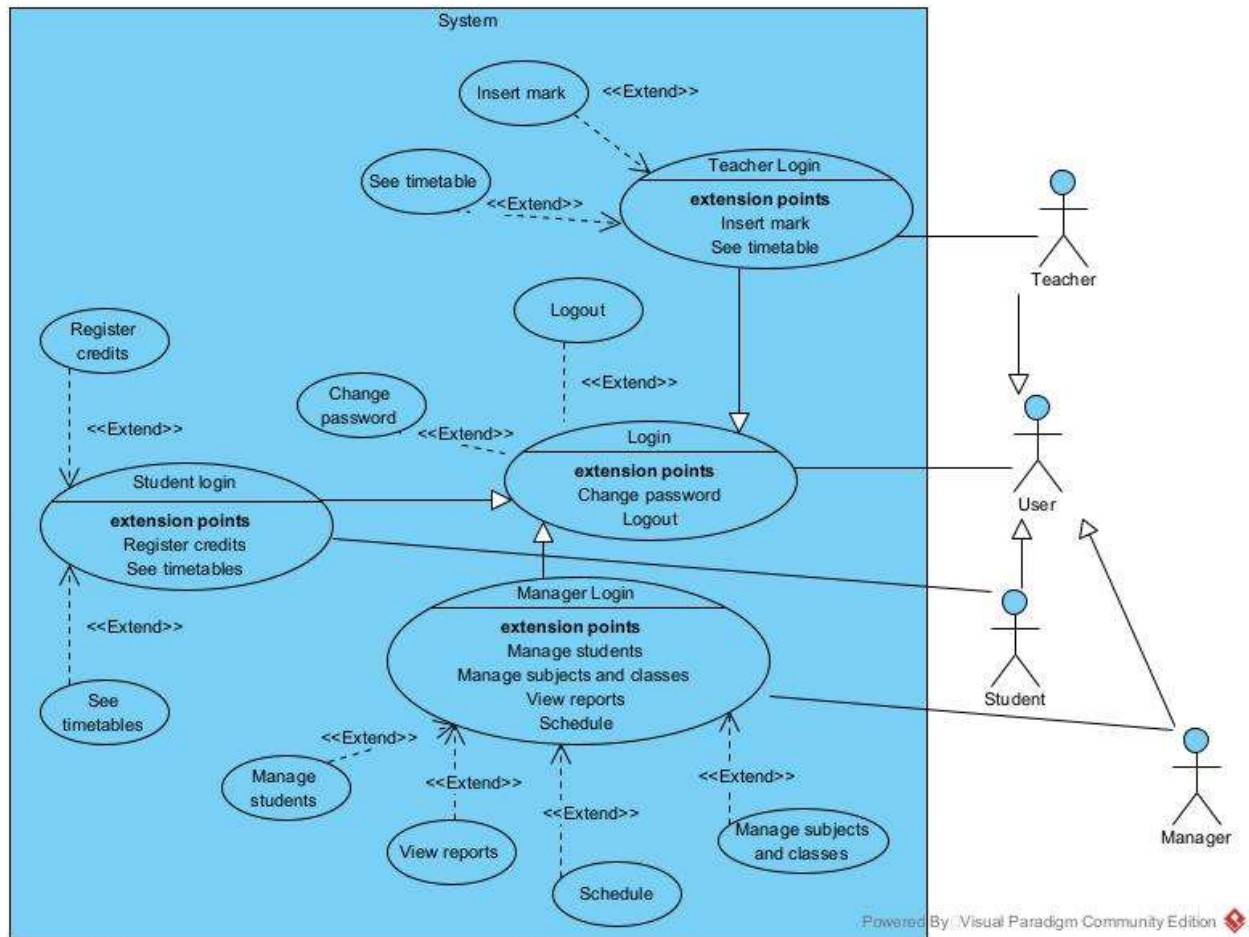 System
Insert mark
<<Extend>>
See timetable
<<Extend>>
Teacher Login
extension points
Insert mark
See timetable
Teacher
Logout
<<Extend>>
Register
credits
<<Extend>>
Change
password
<<Extend>>
Login
extension points
Change password
Logout
User
Student login
extension points
Register credits
See timetables
<<Extend>>
See
timetables
Manager Login
extension points
Manage students
Manage subjects and classes
View reports
Schedule
Student
<<Extend>>
Manage
students
<<Extend>>
View reports
<<Extend>>
Schedule
<<Extend>>
Manage subjects
and classes
Manager
Powered By Visual Paradigm Community Edition